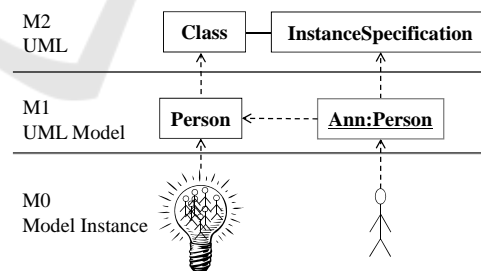 M2
UML
Class
InstanceSpecification
M1
UML Model
Person
Ann:Person
M0
Model Instance